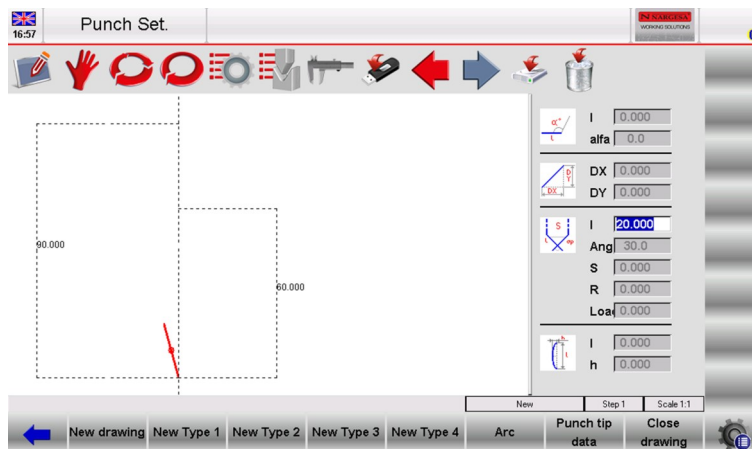 16:57
Punch Set.
NARGESA
WORKING SOLUTIONS
90.000
60.000
α°
L
l 0.000
alfa 0.0
DY
DX
DX 0.000
DY 0.000
S
l 20.000
Ang 30.0
S 0.000
R 0.000
Load 0.000
h
L
l 0.000
h 0.000
New
Step 1
Scale 1:1
New drawing
New Type 1
New Type 2
New Type 3
New Type 4
Arc
Punch tip
data
Close
drawing